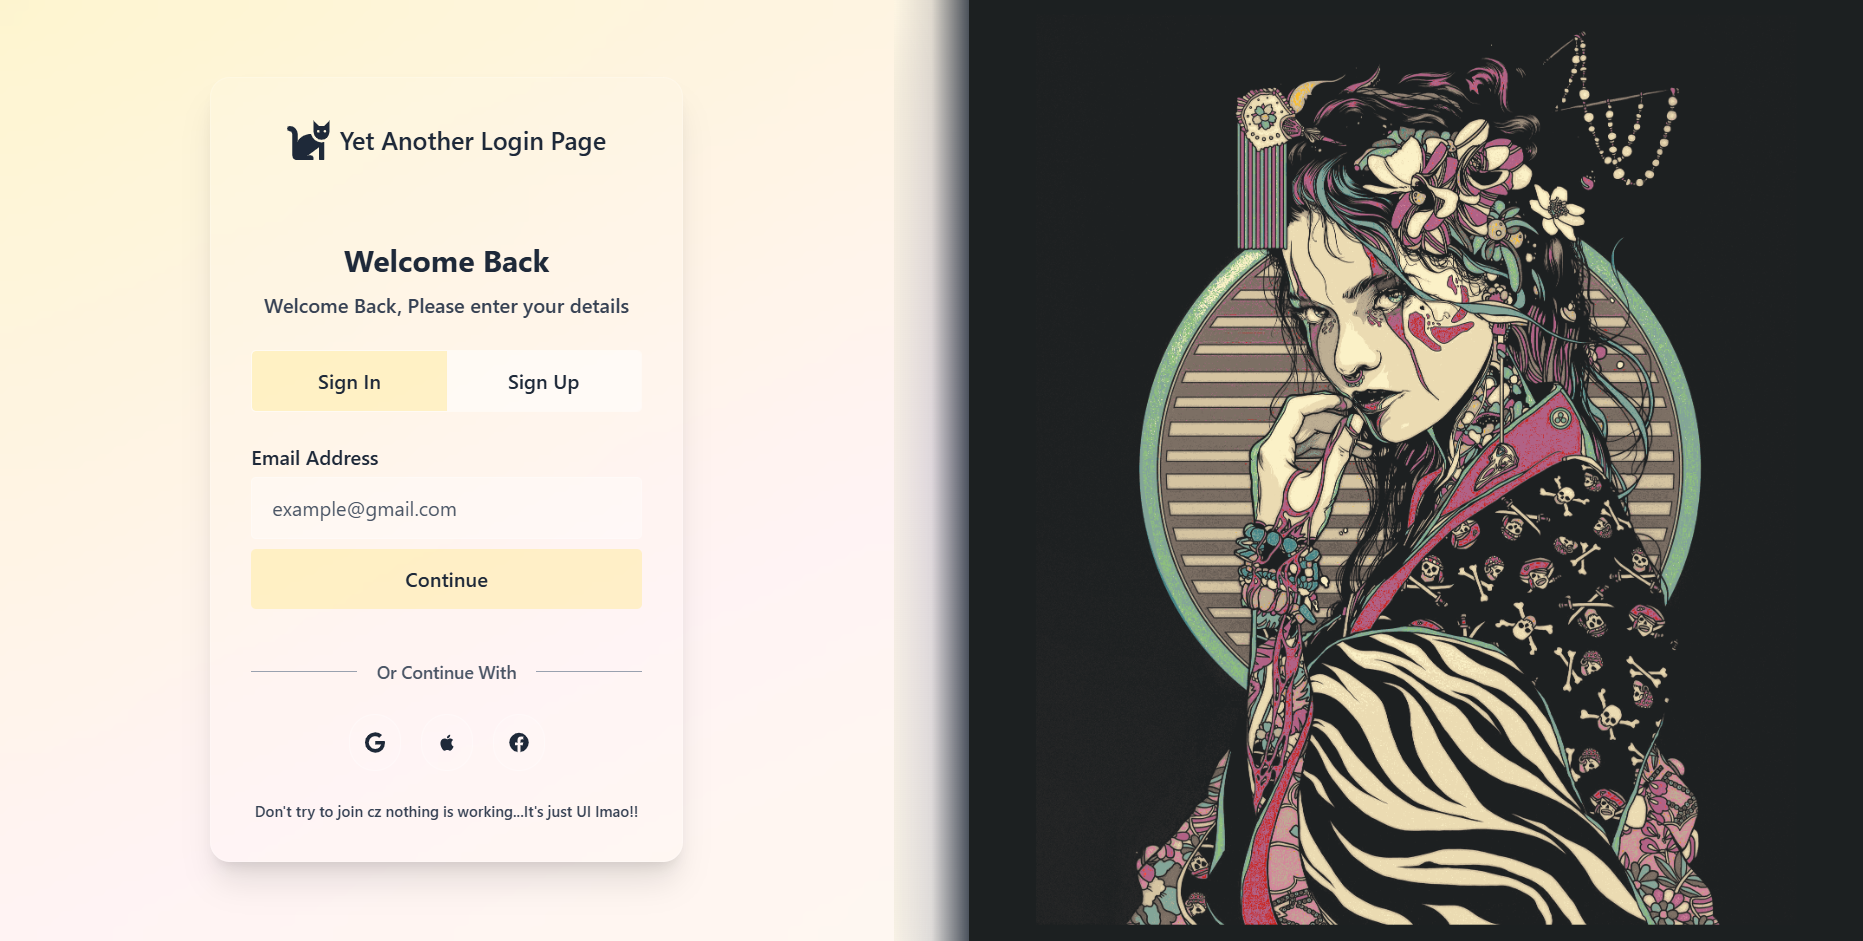 Yet Another Login Page
Welcome Back
Welcome Back, Please enter your details
Sign In
Sign Up
Email Address
example@gmail.com
Continue
Or Continue With
Don't try to join cz nothing is working...It's just UI lmao!!